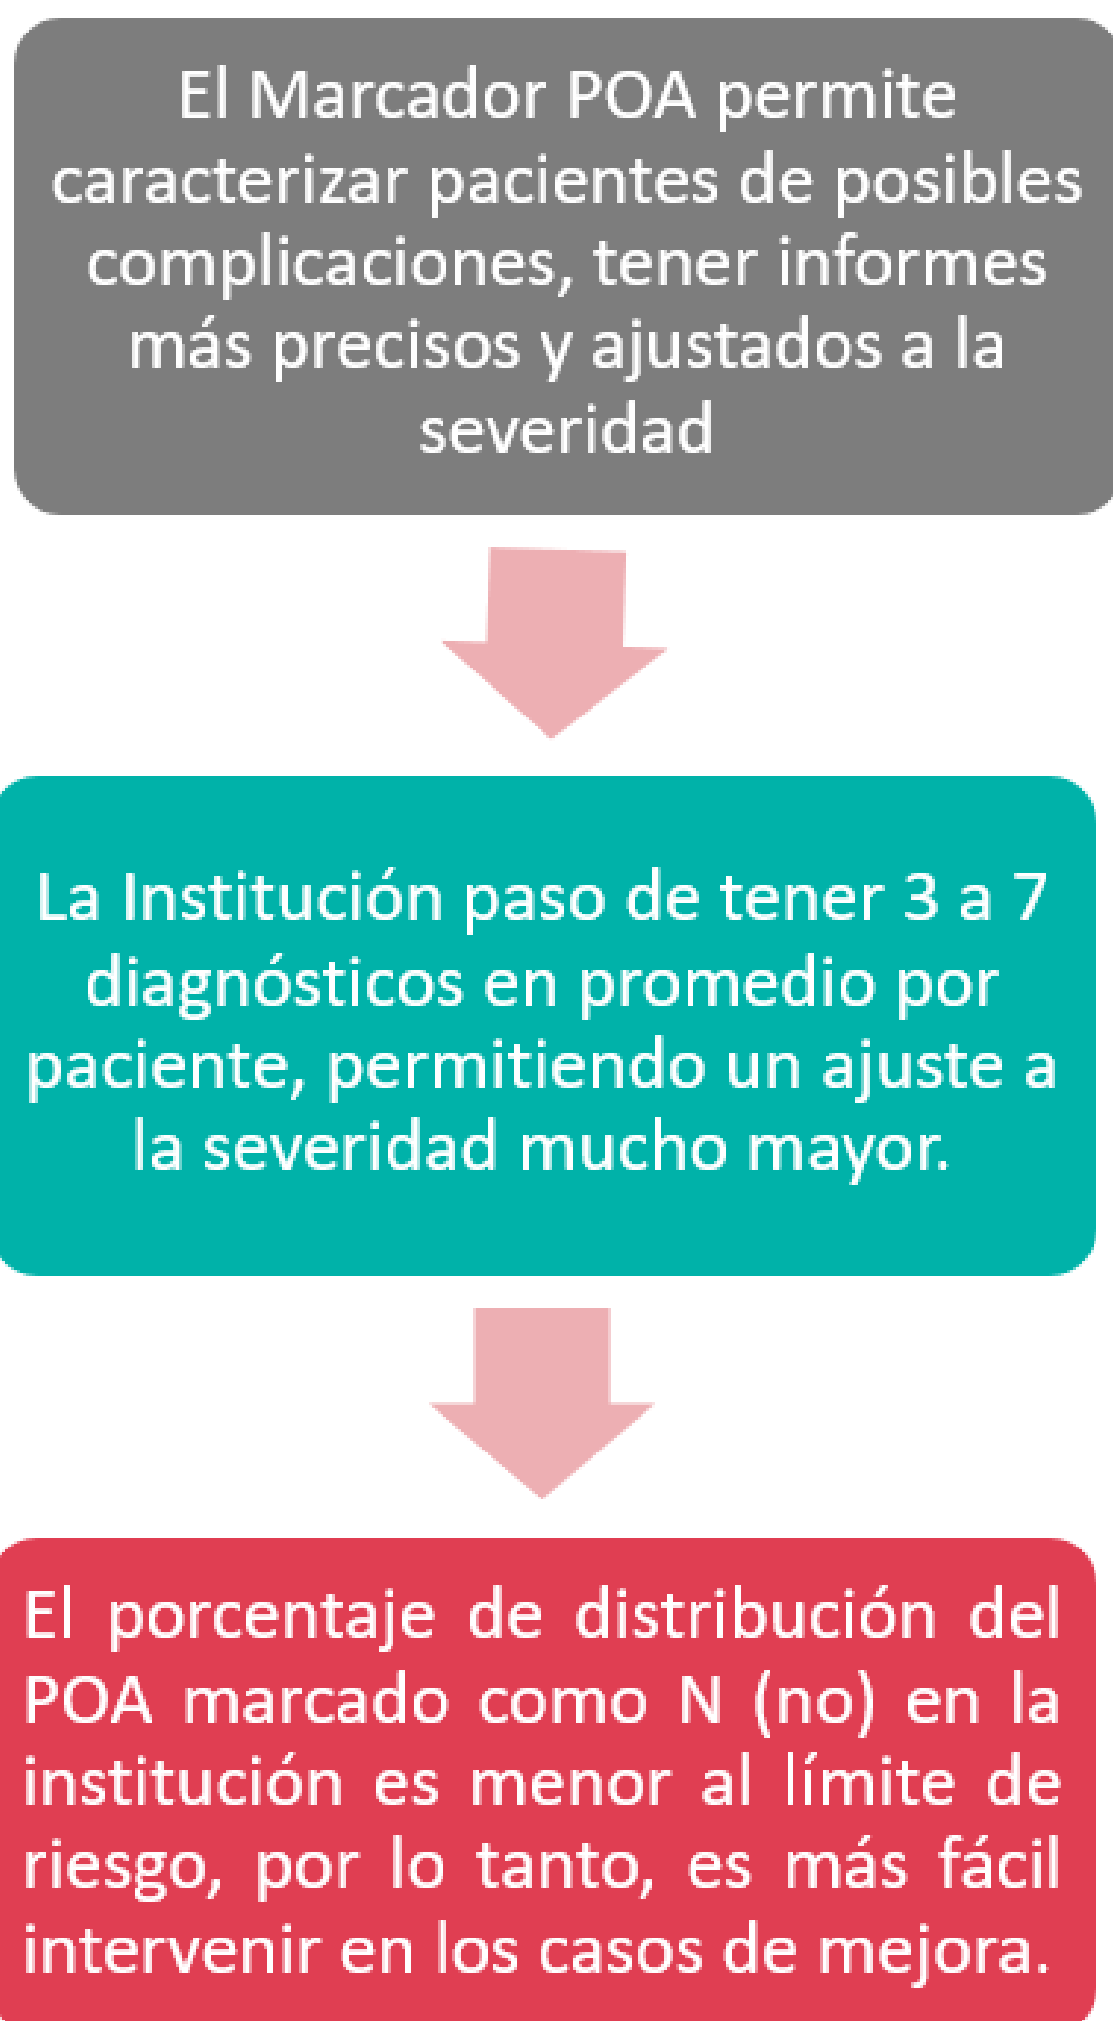 El Marcador POA permite
caracterizar pacientes de posibles
complicaciones, tener informes
más precisos y ajustados a la
severidad
La Institución paso de tener 3 a 7
diagnósticos en promedio por
paciente, permitiendo un ajuste a
la severidad mucho mayor.
El porcentaje de distribución del
POA marcado como N (no) en la
institución es menor al límite de
riesgo, por lo tanto, es más fácil
intervenir en los casos de mejora.